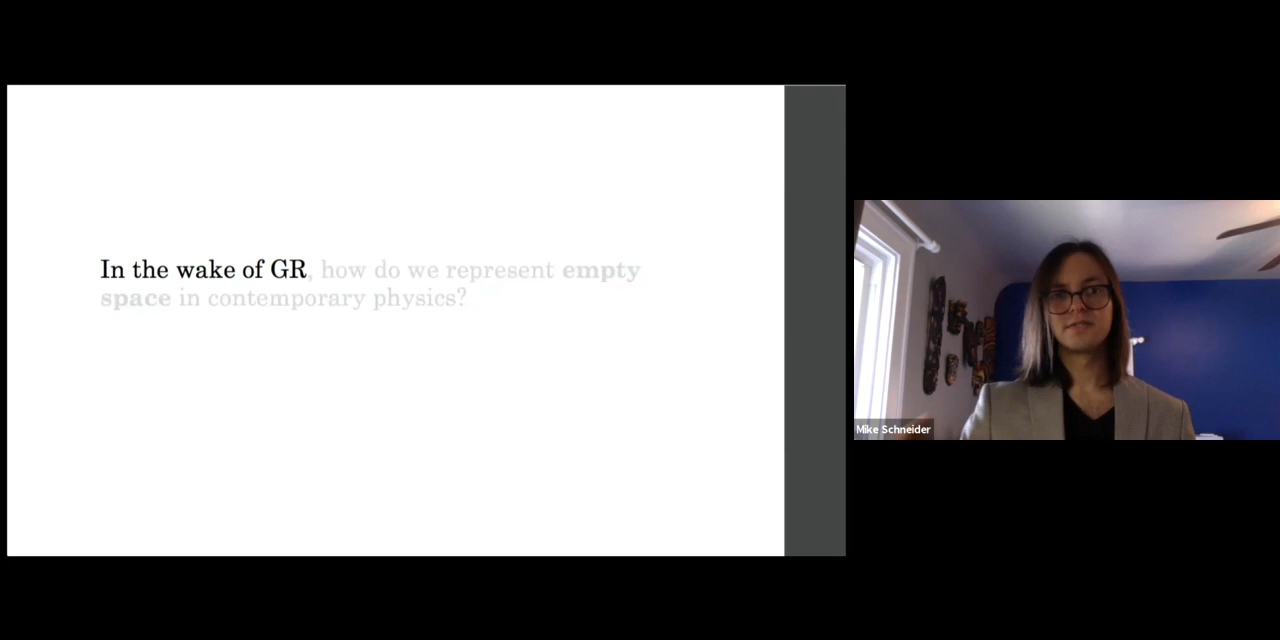 In the wake of GR, how do we represent empty
space in contemporary physics?
Mike Schneider